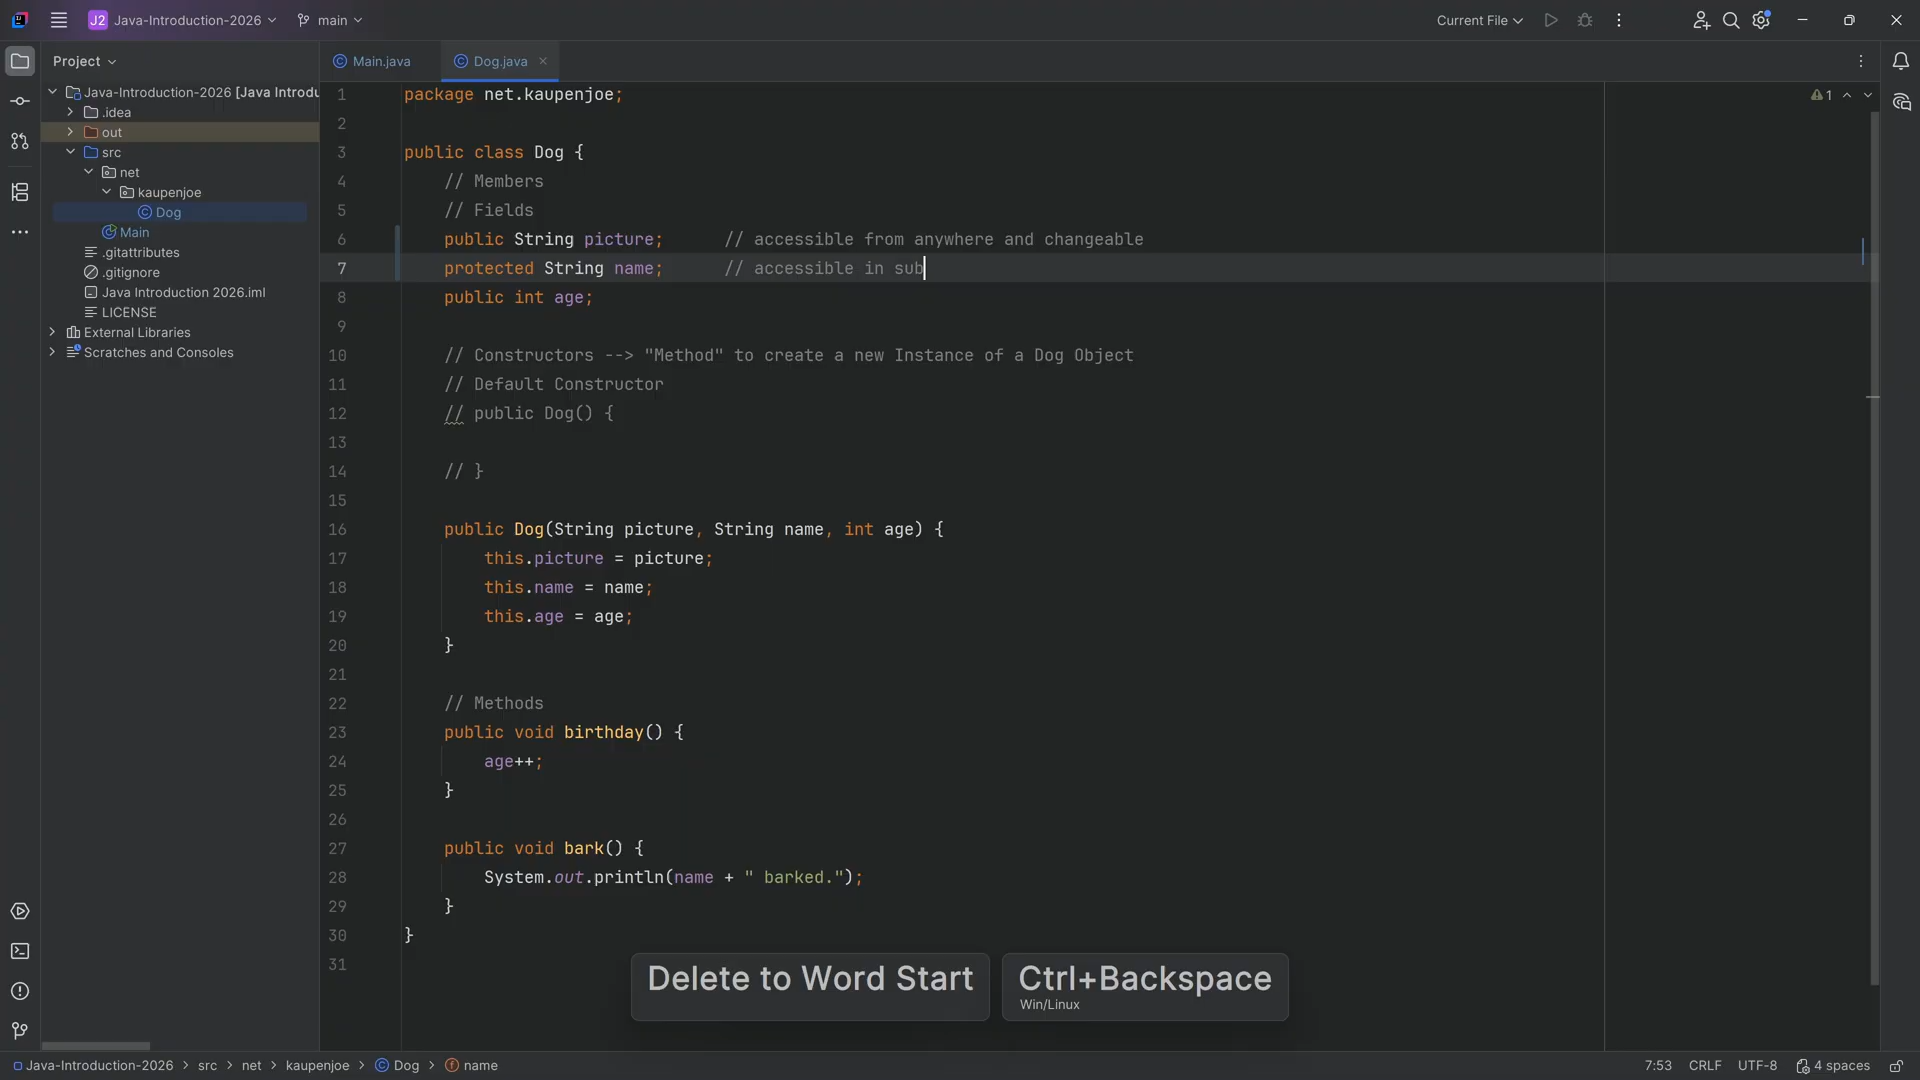 J2 Java-Introduction-2026 main Current File
Project
Main.java Dog.java
Java-Introduction-2026 [Java Introdu
.idea
out
src
net
kaupenjoe
Dog
Main
.gitattributes
.gitignore
Java Introduction 2026.iml
LICENSE
External Libraries
Scratches and Consoles
1 package net.kaupenjoe;
2
3 public class Dog {
4 // Members
5 // Fields
6 public String picture; // accessible from anywhere and changeable
7 protected String name; // accessible in sub
8 public int age;
9
10 // Constructors --> "Method" to create a new Instance of a Dog Object
11 // Default Constructor
12 // public Dog() {
13
14 // }
15
16 public Dog(String picture, String name, int age) {
17 this.picture = picture;
18 this.name = name;
19 this.age = age;
20 }
21
22 // Methods
23 public void birthday() {
24 age++;
25 }
26
27 public void bark() {
28 System.out.println(name + " barked.");
29 }
30 }
31
1
Delete to Word Start Ctrl+Backspace
Win/Linux
Java-Introduction-2026 > src > net > kaupenjoe > Dog > name 7:53 CRLF UTF-8 4 spaces